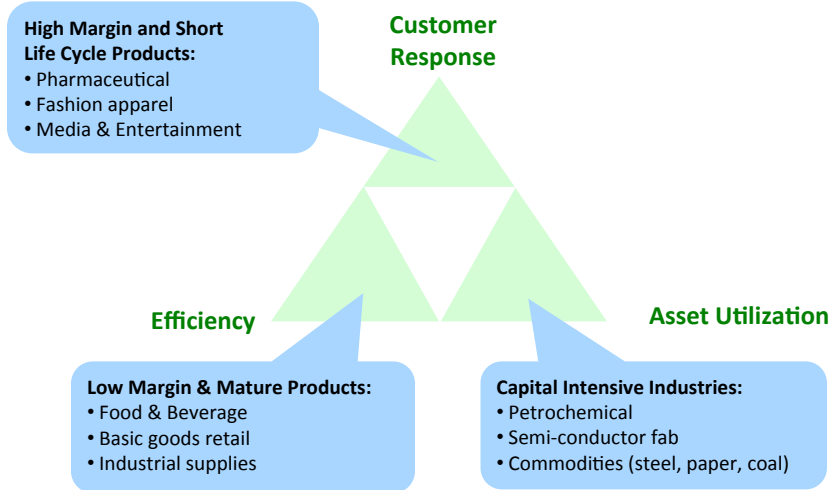 High Margin and Short
Life Cycle Products:
• Pharmaceutical
• Fashion apparel
• Media & Entertainment
Customer
Response
Efficiency
Asset Utilization
Low Margin & Mature Products:
• Food & Beverage
• Basic goods retail
• Industrial supplies
Capital Intensive Industries:
• Petrochemical
• Semi-conductor fab
• Commodities (steel, paper, coal)